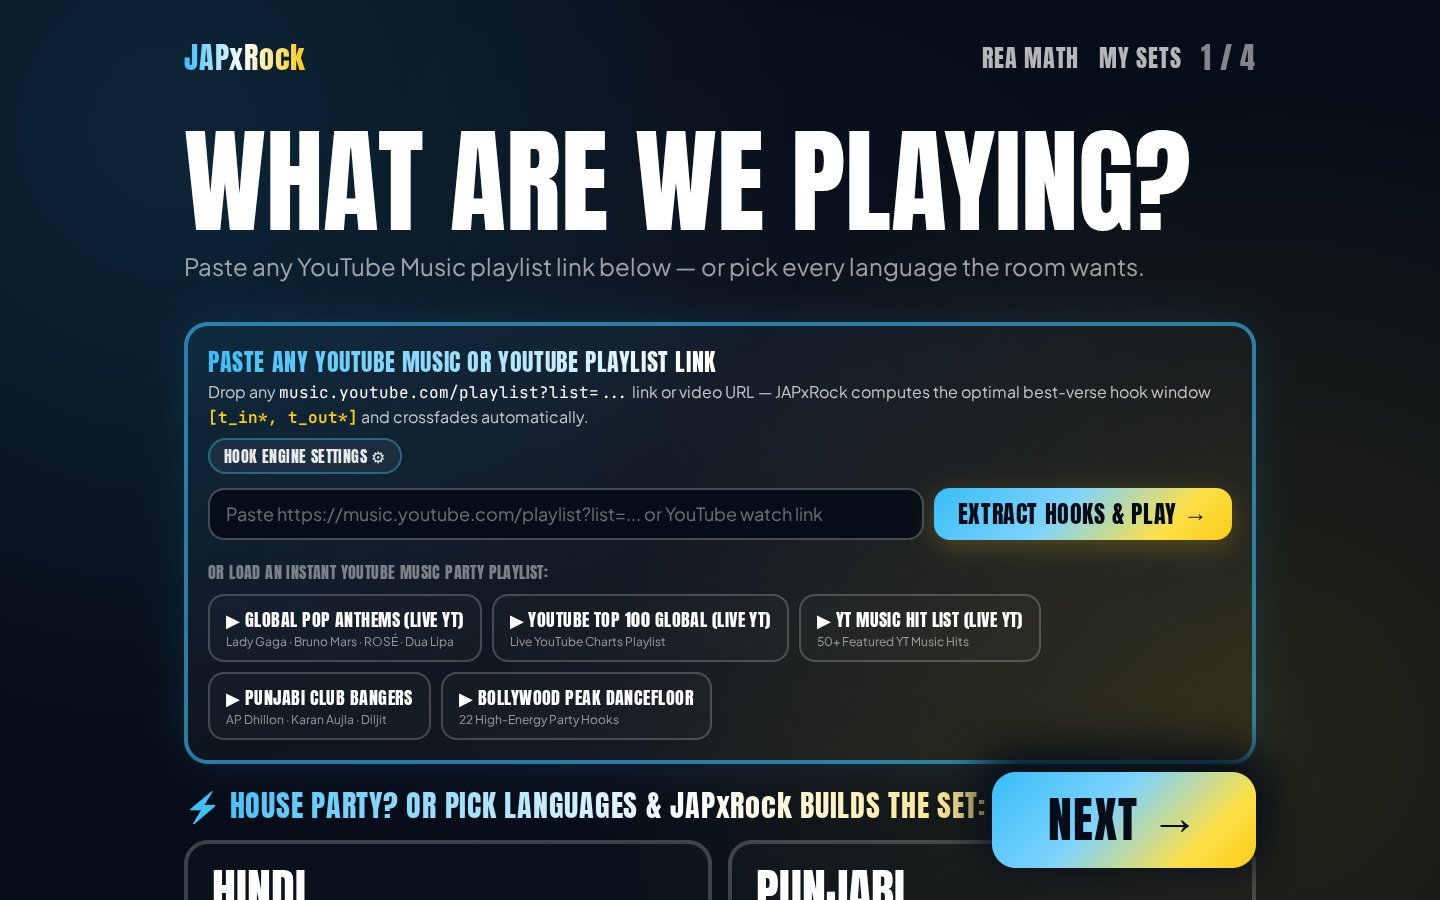 JAPxRock
REA MATH MY SETS 1 / 4
WHAT ARE WE PLAYING?
Paste any YouTube Music playlist link below — or pick every language the room wants.
PASTE ANY YOUTUBE MUSIC OR YOUTUBE PLAYLIST LINK
Drop any music.youtube.com/playlist?list=... link or video URL — JAPxRock computes the optimal best-verse hook window
[t_in*, t_out*] and crossfades automatically.
HOOK ENGINE SETTINGS ⚙
Paste https://music.youtube.com/playlist?list=... or YouTube watch link
EXTRACT HOOKS & PLAY →
OR LOAD AN INSTANT YOUTUBE MUSIC PARTY PLAYLIST:
▶ GLOBAL POP ANTHEMS (LIVE YT)
Lady Gaga · Bruno Mars · ROSÉ · Dua Lipa
▶ YOUTUBE TOP 100 GLOBAL (LIVE YT)
Live YouTube Charts Playlist
▶ YT MUSIC HIT LIST (LIVE YT)
50+ Featured YT Music Hits
▶ PUNJABI CLUB BANGERS
AP Dhillon · Karan Aujla · Diljit
▶ BOLLYWOOD PEAK DANCEFLOOR
22 High-Energy Party Hooks
⚡ HOUSE PARTY? OR PICK LANGUAGES & JAPxRock BUILDS THE SET:
NEXT →
HINDI
PUNJABI